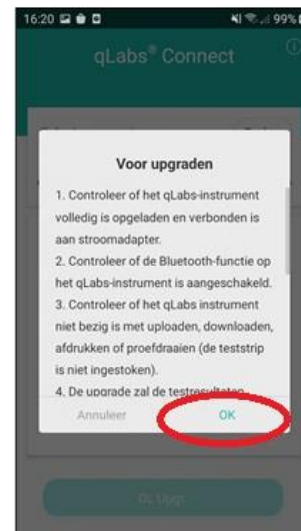 16:20 99%
qLabs® Connect
Voor upgraden
1. Controleer of het qLabs-instrument
volledig is opgeladen en verbonden is
aan stroomadapter.
2. Controleer of de Bluetooth-functie op
het qLabs-instrument is aangeschakeld.
3. Controleer of het qLabs instrument
niet bezig is met uploaden, downloaden,
afdrukken of proefdraaien (de teststrip
is niet ingestoken).
4. De upgrade zal de testresultaten
Annuleer OK